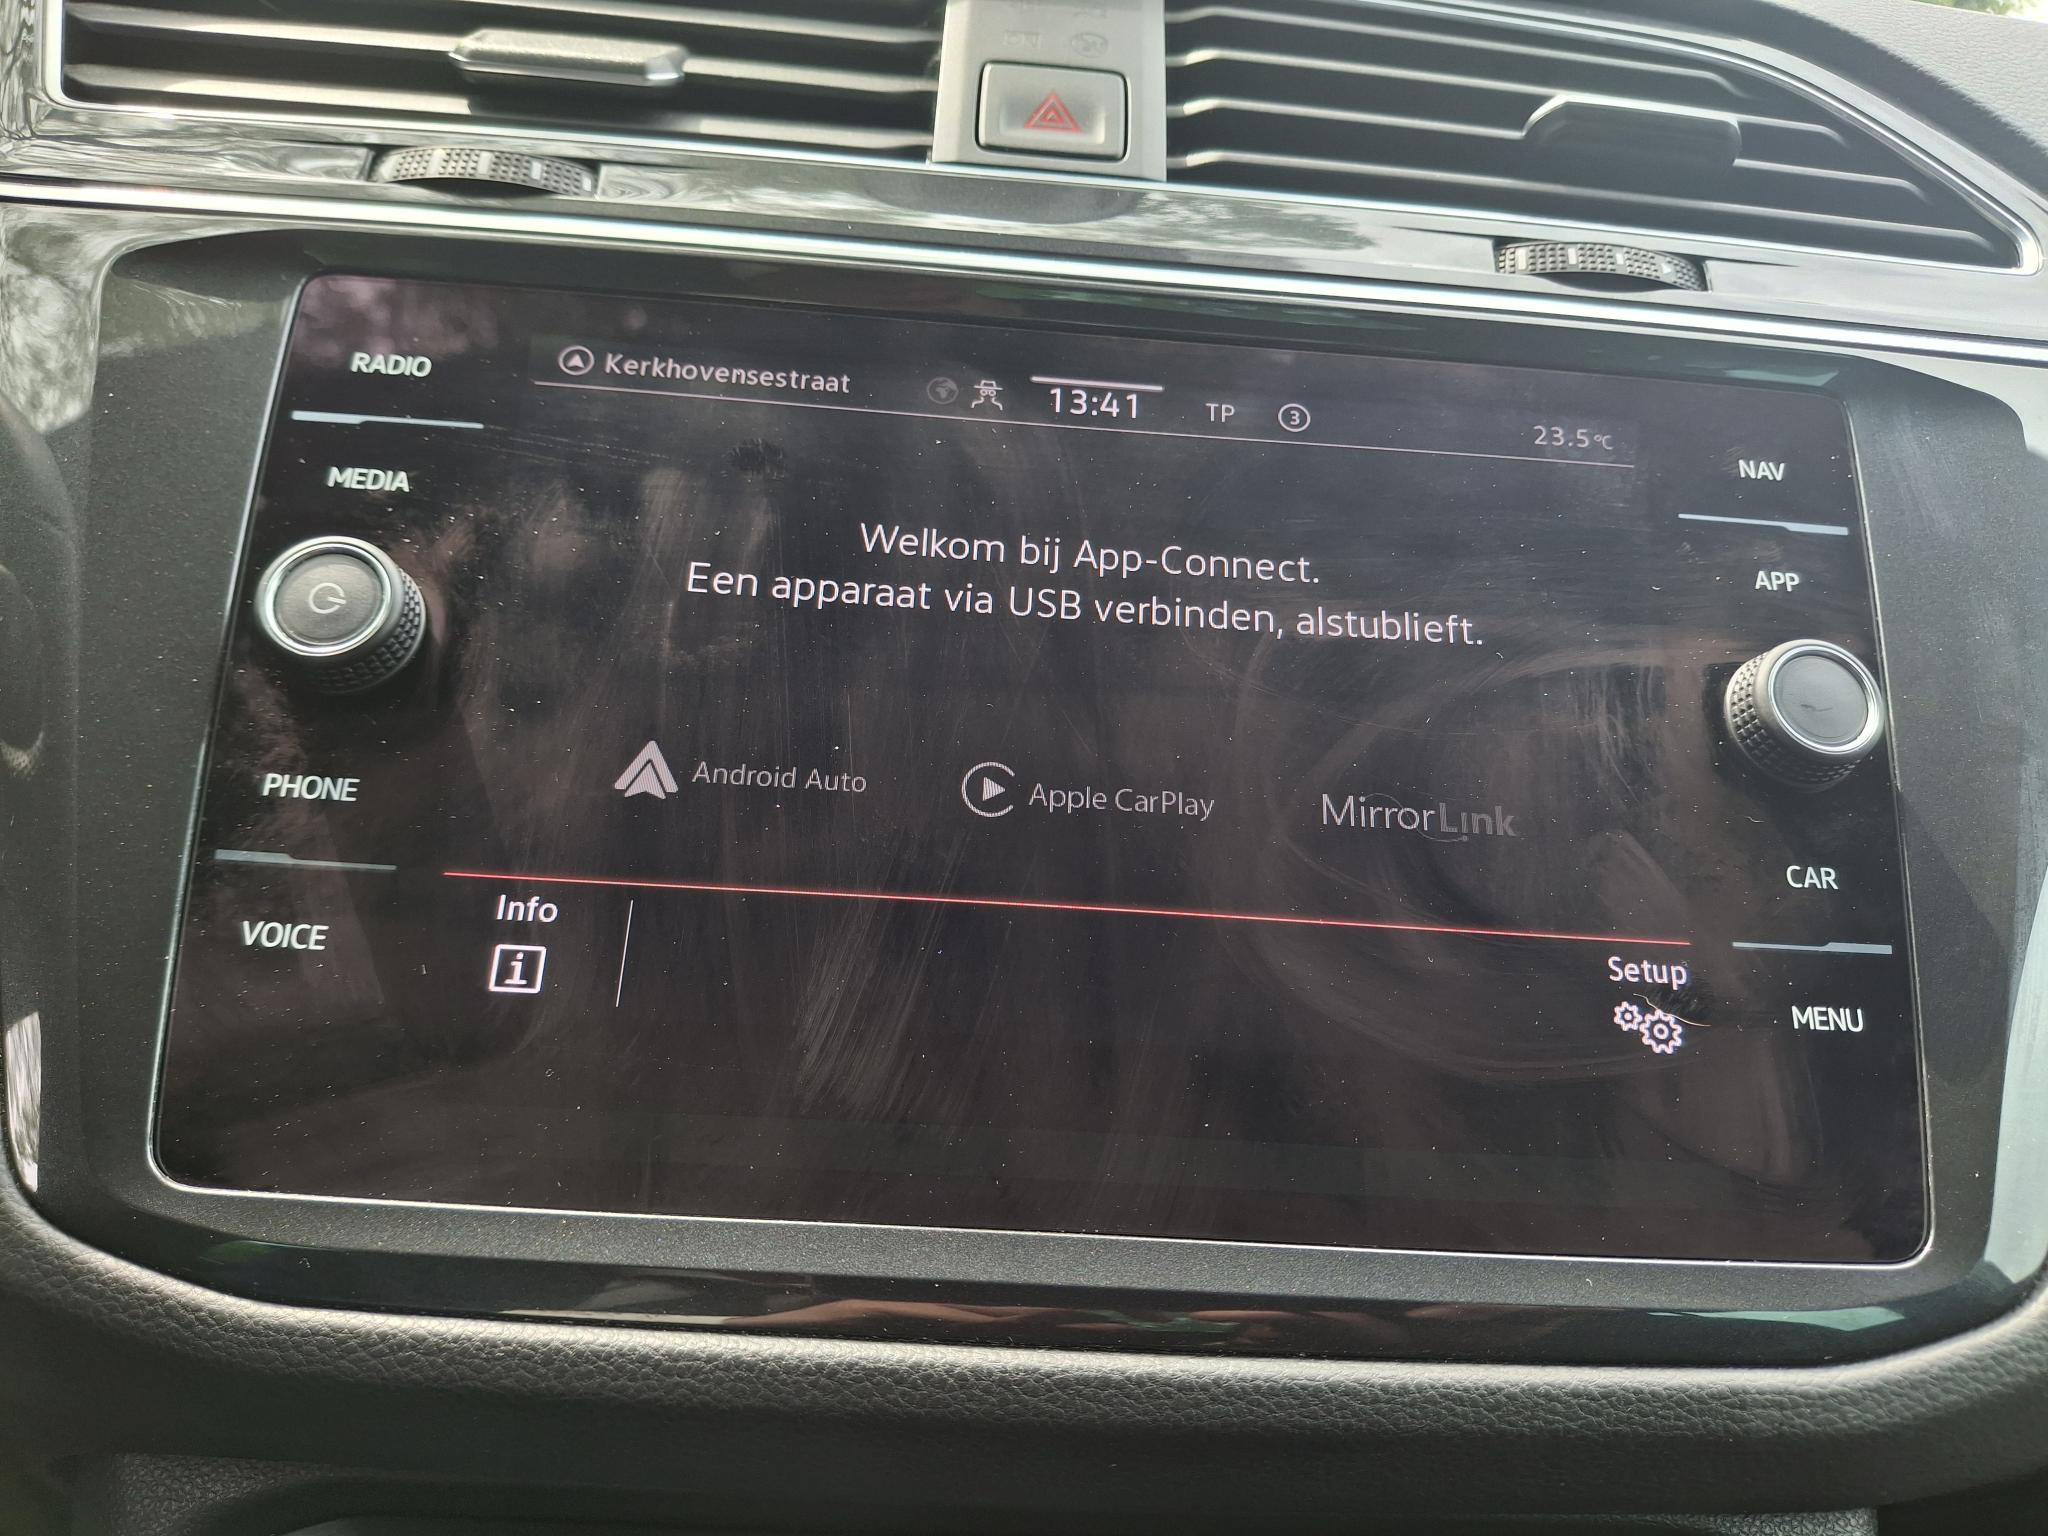 RADIO
MEDIA
PHONE
VOICE
Kerkhovensestraat
13:41
TP
3
23.5°C
Welkom bij App-Connect.
Een apparaat via USB verbinden, alstublieft.
Android Auto
Apple CarPlay
MirrorLink
Info
i
Setup
NAV
APP
CAR
MENU